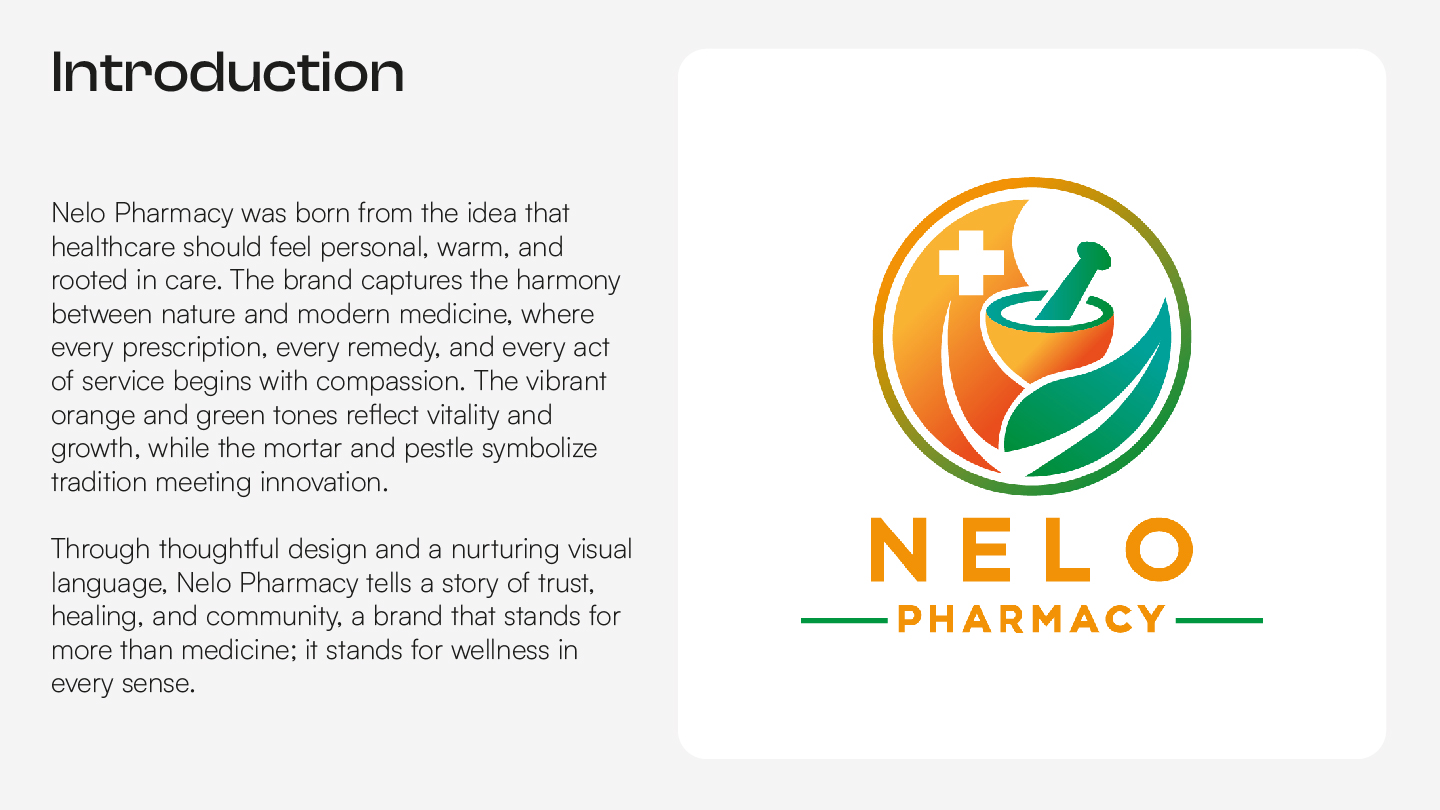 Introduction
Nelo Pharmacy was born from the idea that
healthcare should feel personal, warm, and
rooted in care. The brand captures the harmony
between nature and modern medicine, where
every prescription, every remedy, and every act
of service begins with compassion. The vibrant
orange and green tones reflect vitality and
growth, while the mortar and pestle symbolize
tradition meeting innovation.
Through thoughtful design and a nurturing visual
language, Nelo Pharmacy tells a story of trust,
healing, and community, a brand that stands for
more than medicine; it stands for wellness in
every sense.
NELO
PHARMACY